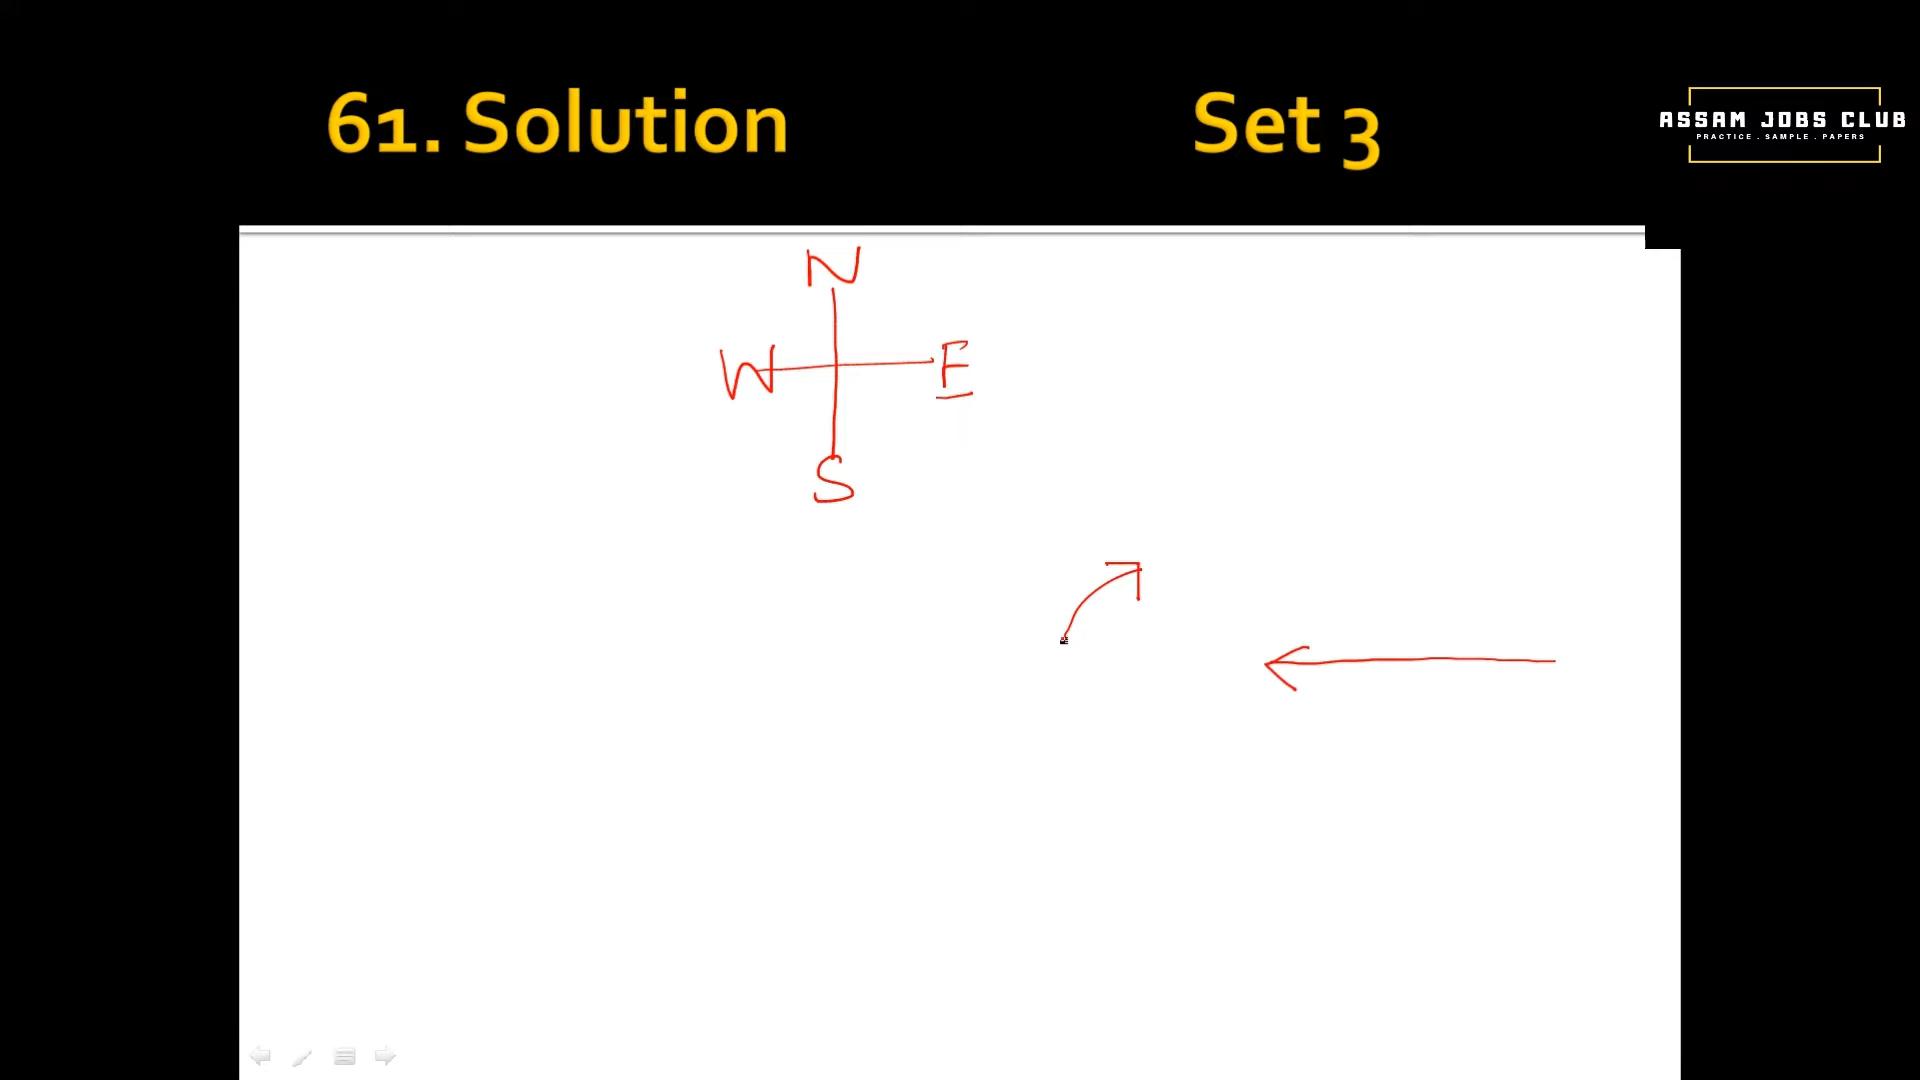 61. Solution Set 3
ASSAM JOBS CLUB
PRACTICE . SAMPLE . PAPERS
N
W E
S